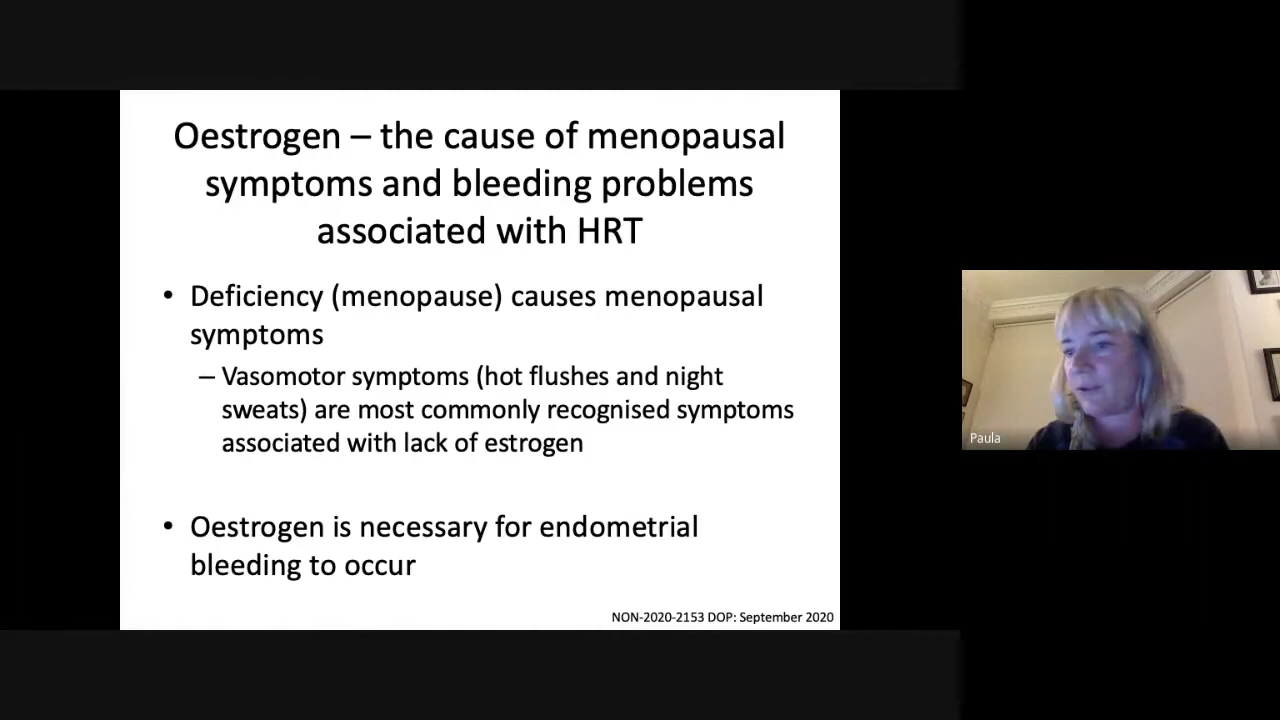 Oestrogen – the cause of menopausal
symptoms and bleeding problems
associated with HRT
• Deficiency (menopause) causes menopausal
symptoms
– Vasomotor symptoms (hot flushes and night
sweats) are most commonly recognised symptoms
associated with lack of estrogen
• Oestrogen is necessary for endometrial
bleeding to occur
NON-2020-2153 DOP: September 2020
Paula